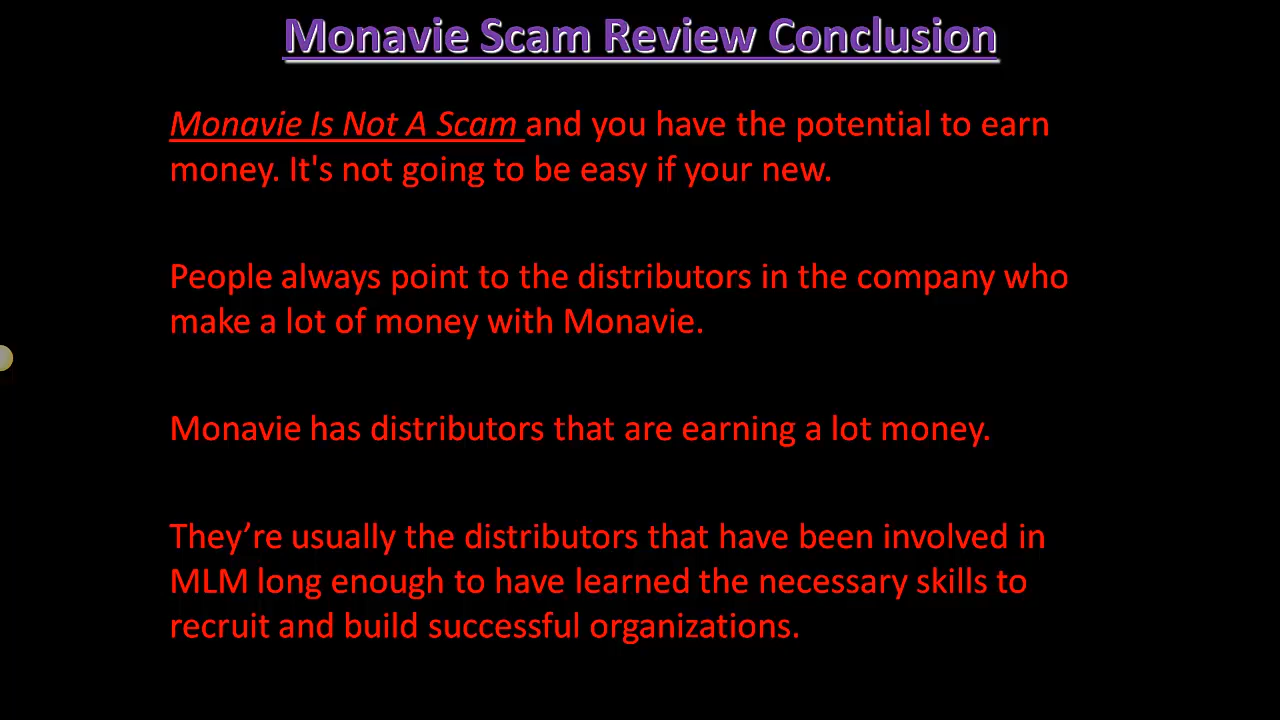 Monavie Scam Review Conclusion
Monavie Is Not A Scam and you have the potential to earn
money. It's not going to be easy if your new.
People always point to the distributors in the company who
make a lot of money with Monavie.
Monavie has distributors that are earning a lot money.
They’re usually the distributors that have been involved in
MLM long enough to have learned the necessary skills to
recruit and build successful organizations.